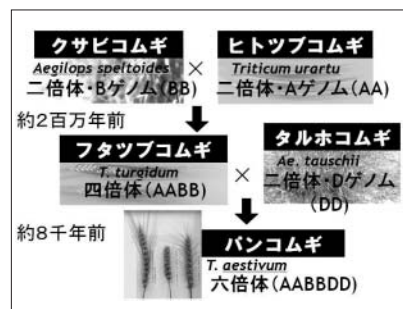 クサビコムギ × ヒトツブコムギ
Aegilops speltoides Triticum urartu
二倍体・Bゲノム(BB) 二倍体・Aゲノム(AA)
約2百万年前
フタツブコムギ × タルホコムギ
T. turgidum Ae. tauschii
四倍体(AABB) 二倍体・Dゲノム
(DD)
約8千年前
パンコムギ
T. aestivum
六倍体(AABBDD)